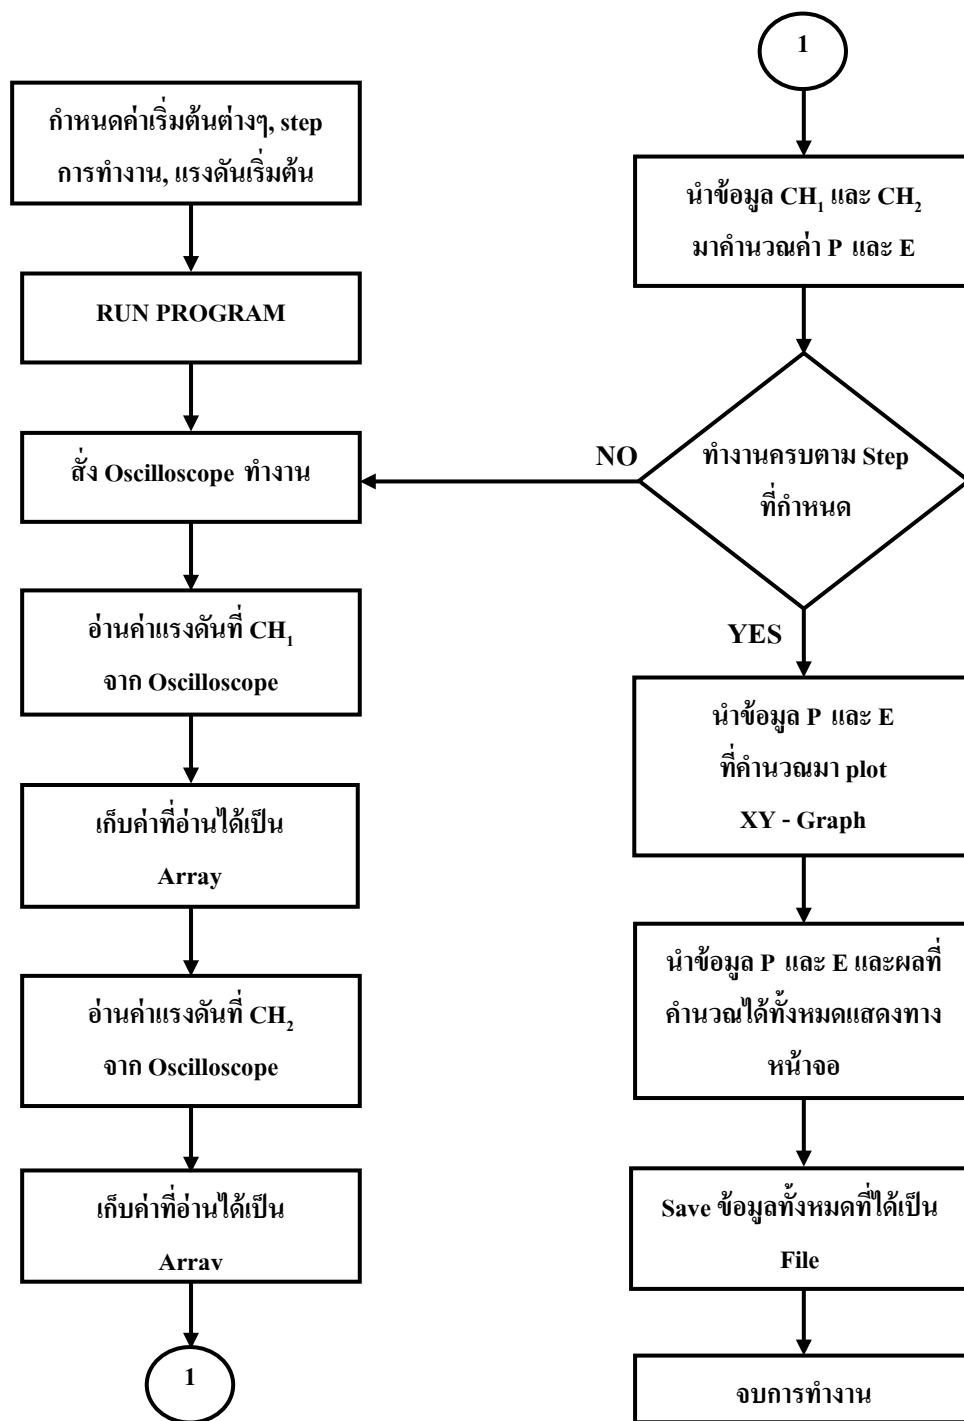 กำหนดค่าเริ่มต้นต่างๆ, step
การทำงาน, แรงดันเริ่มต้น
RUN PROGRAM
สั่ง Oscilloscope ทำงาน
อ่านค่าแรงดันที่ CH₁
จาก Oscilloscope
เก็บค่าที่อ่านได้เป็น
Array
อ่านค่าแรงดันที่ CH₂
จาก Oscilloscope
เก็บค่าที่อ่านได้เป็น
Array
1
1
นำข้อมูล CH₁ และ CH₂
มาคำนวณค่า P และ E
ทำงานครบตาม Step
ที่กำหนด
NO
YES
นำข้อมูล P และ E
ที่คำนวณมา plot
XY - Graph
นำข้อมูล P และ E และผลที่
คำนวณได้ทั้งหมดแสดงทาง
หน้าจอ
Save ข้อมูลทั้งหมดที่ได้เป็น
File
จบการทำงาน